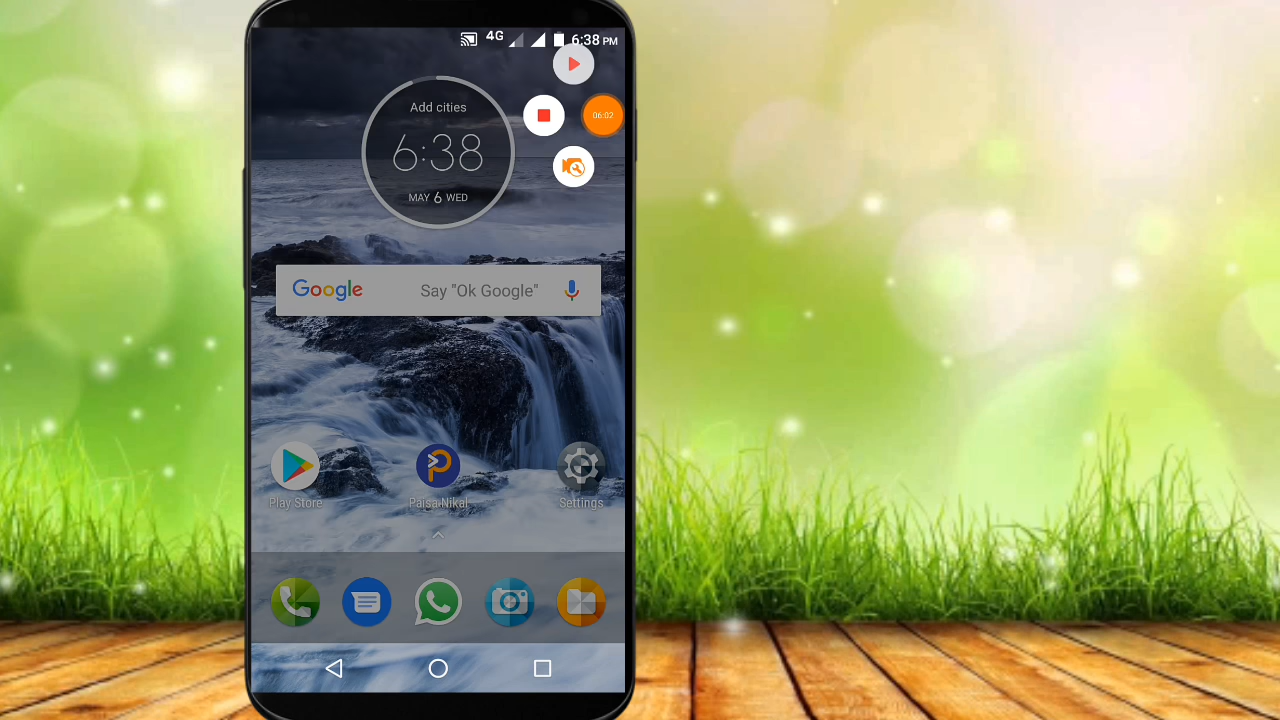 4G 6:38 PM
06:02
Add cities
6:38
MAY 6 WED
Google Say "Ok Google"
Play Store Paisa Nikal Settings